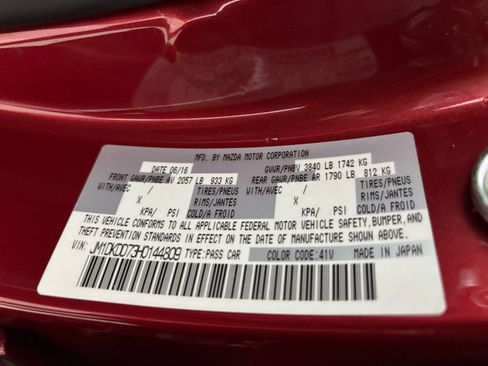 MFD. BY MAZDA MOTOR CORPORATION
DATE 06/16 GVWR/PNBV 3840 LB 1742 KG
FRONT GAWR/PNBE AV 2057 LB 933 KG REAR GAWR/PNBE AR 1790 LB 812 KG
WITH/AVEC / TIRES/PNEUS WITH/AVEC / TIRES/PNEUS
X RIMS/JANTES X RIMS/JANTES
KPA/ PSI COLD/A FROID KPA/ PSI COLD/A FROID
THIS VEHICLE CONFORMS TO ALL APPLICABLE FEDERAL MOTOR VEHICLE SAFETY, BUMPER, AND
THEFT PREVENTION STANDARDS IN EFFECT ON THE DATE OF MANUFACTURE SHOWN ABOVE.
VIN: JM1DKDD73H0144809 TYPE: PASS CAR COLOR CODE: 41V MADE IN JAPAN